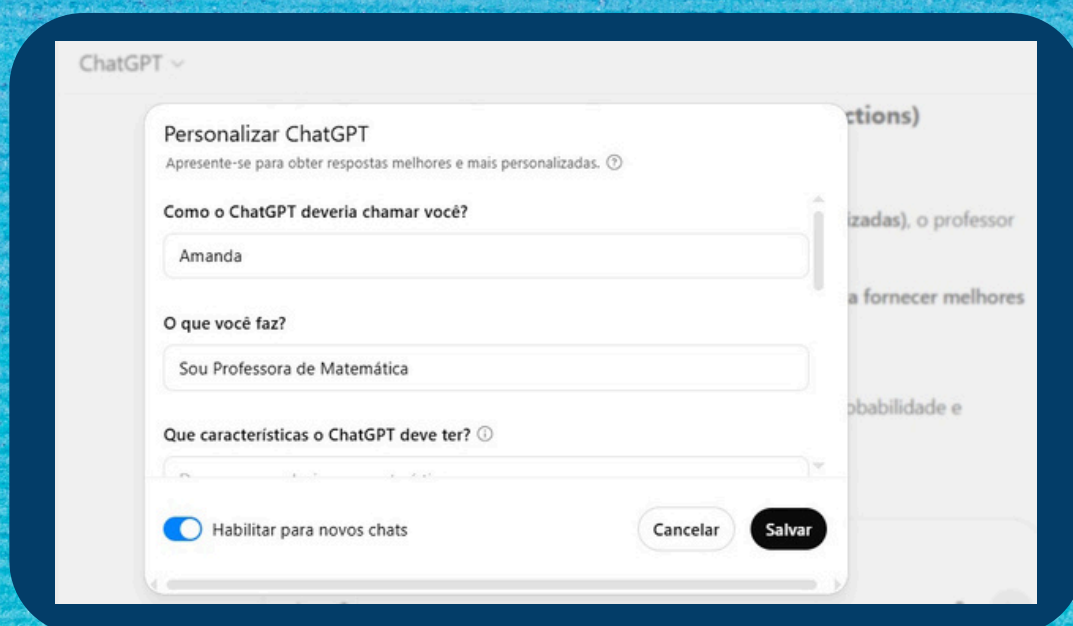 ChatGPT
ctions)
Personalizar ChatGPT
Apresente-se para obter respostas melhores e mais personalizadas.
Como o ChatGPT deveria chamar você?
izadas), o professor
Amanda
a fornecer melhores
O que você faz?
Sou Professora de Matemática
obabilidade e
Que características o ChatGPT deve ter?
Habilitar para novos chats
Cancelar
Salvar